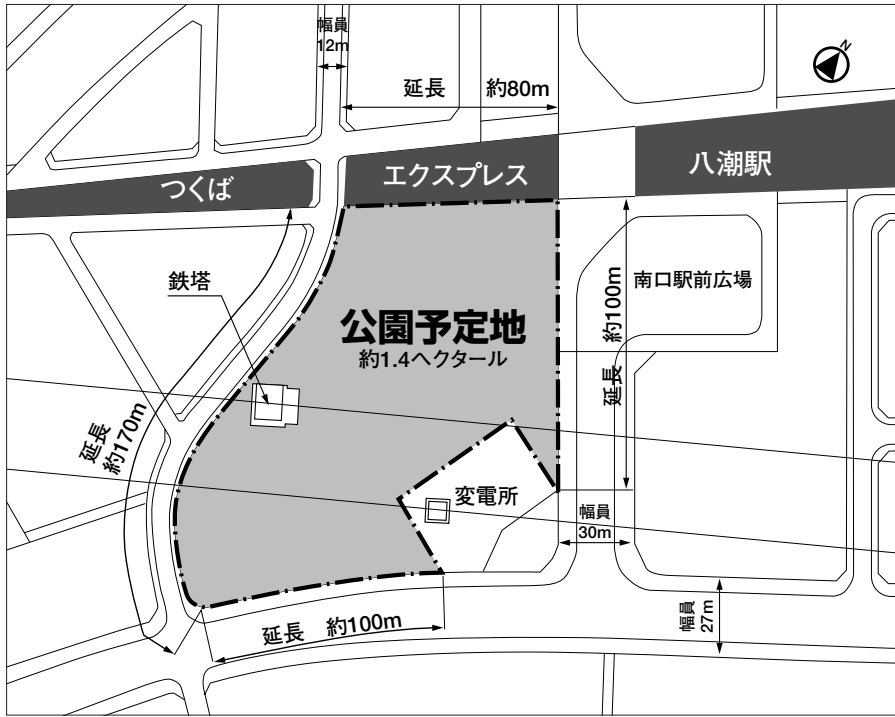 幅員
12m
N
延長 約80m
八潮駅
エクスプレス
つくば
鉄塔
公園予定地
約1.4ヘクタール
南口駅前広場
延長 約100m
延長
約170m
変電所
幅員
30m
幅員
27m
延長 約100m